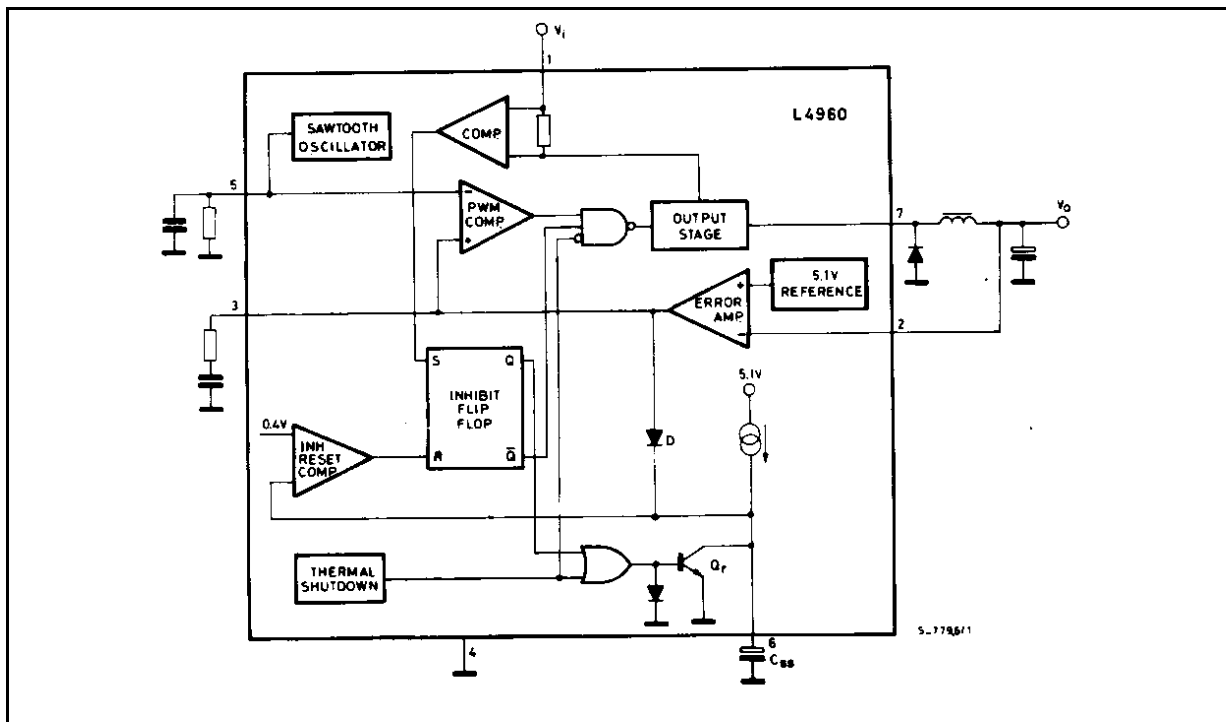 Vi
1
L4960
SAWTOOTH
OSCILLATOR
COMP.
5
-
PWM
COMP.
+
OUTPUT
STAGE
7
Vo
5.1V
REFERENCE
+
ERROR
AMP.
-
2
3
S
Q
INHIBIT
FLIP
FLOP
R
Q̅
5.1V
0.4V
INH
RESET
COMP.
D
THERMAL
SHUTDOWN
Qr
4
6
Css
S-7796/1